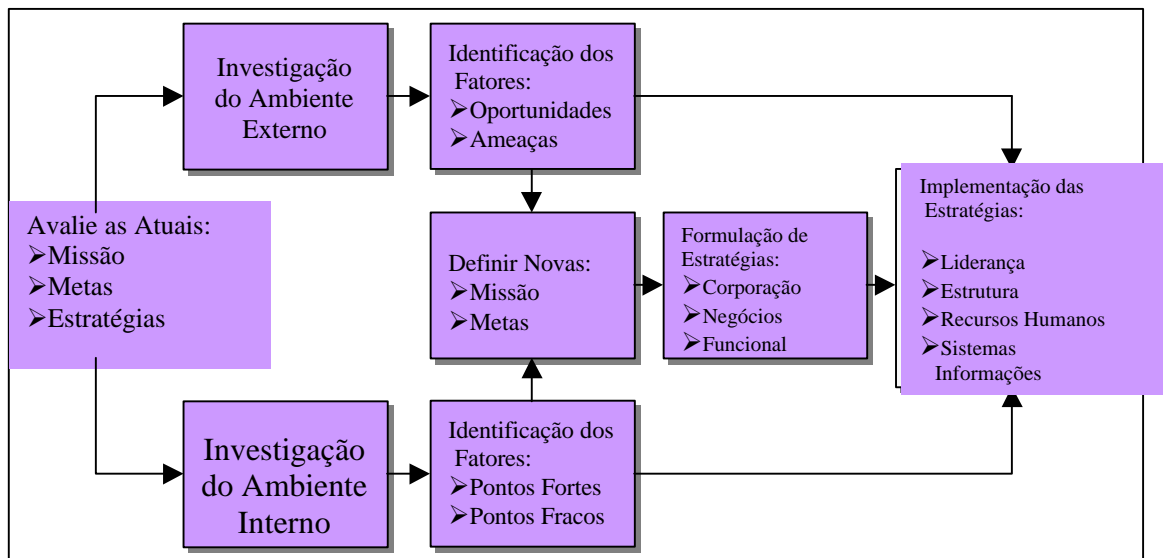 Avalie as Atuais:
➢Missão
➢Metas
➢Estratégias
Investigação
do Ambiente
Externo
Identificação dos
Fatores:
➢Oportunidades
➢Ameaças
Definir Novas:
➢Missão
➢Metas
Formulação de
Estratégias:
➢Corporação
➢Negócios
➢Funcional
Implementação das
Estratégias:
➢Liderança
➢Estrutura
➢Recursos Humanos
➢Sistemas
Informações
Investigação
do Ambiente
Interno
Identificação dos
Fatores:
➢Pontos Fortes
➢Pontos Fracos